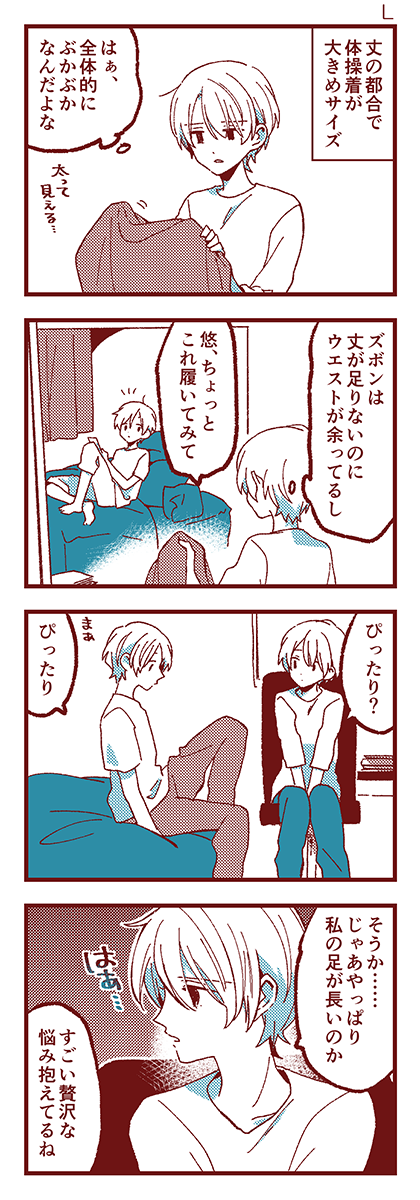 L
丈の都合で
体操着が
大きめサイズ
はぁ、
全体的に
ぶかぶか
なんだよな
太って
見える…
ズボンは
丈が足りないのに
ウエストが余ってるし
悠、ちょっと
これ履いてみて
ぴったり?
まぁ
ぴったり
そうか……
じゃあやっぱり
私の足が長いのか
はあ…
すごい贅沢な
悩み抱えてるね